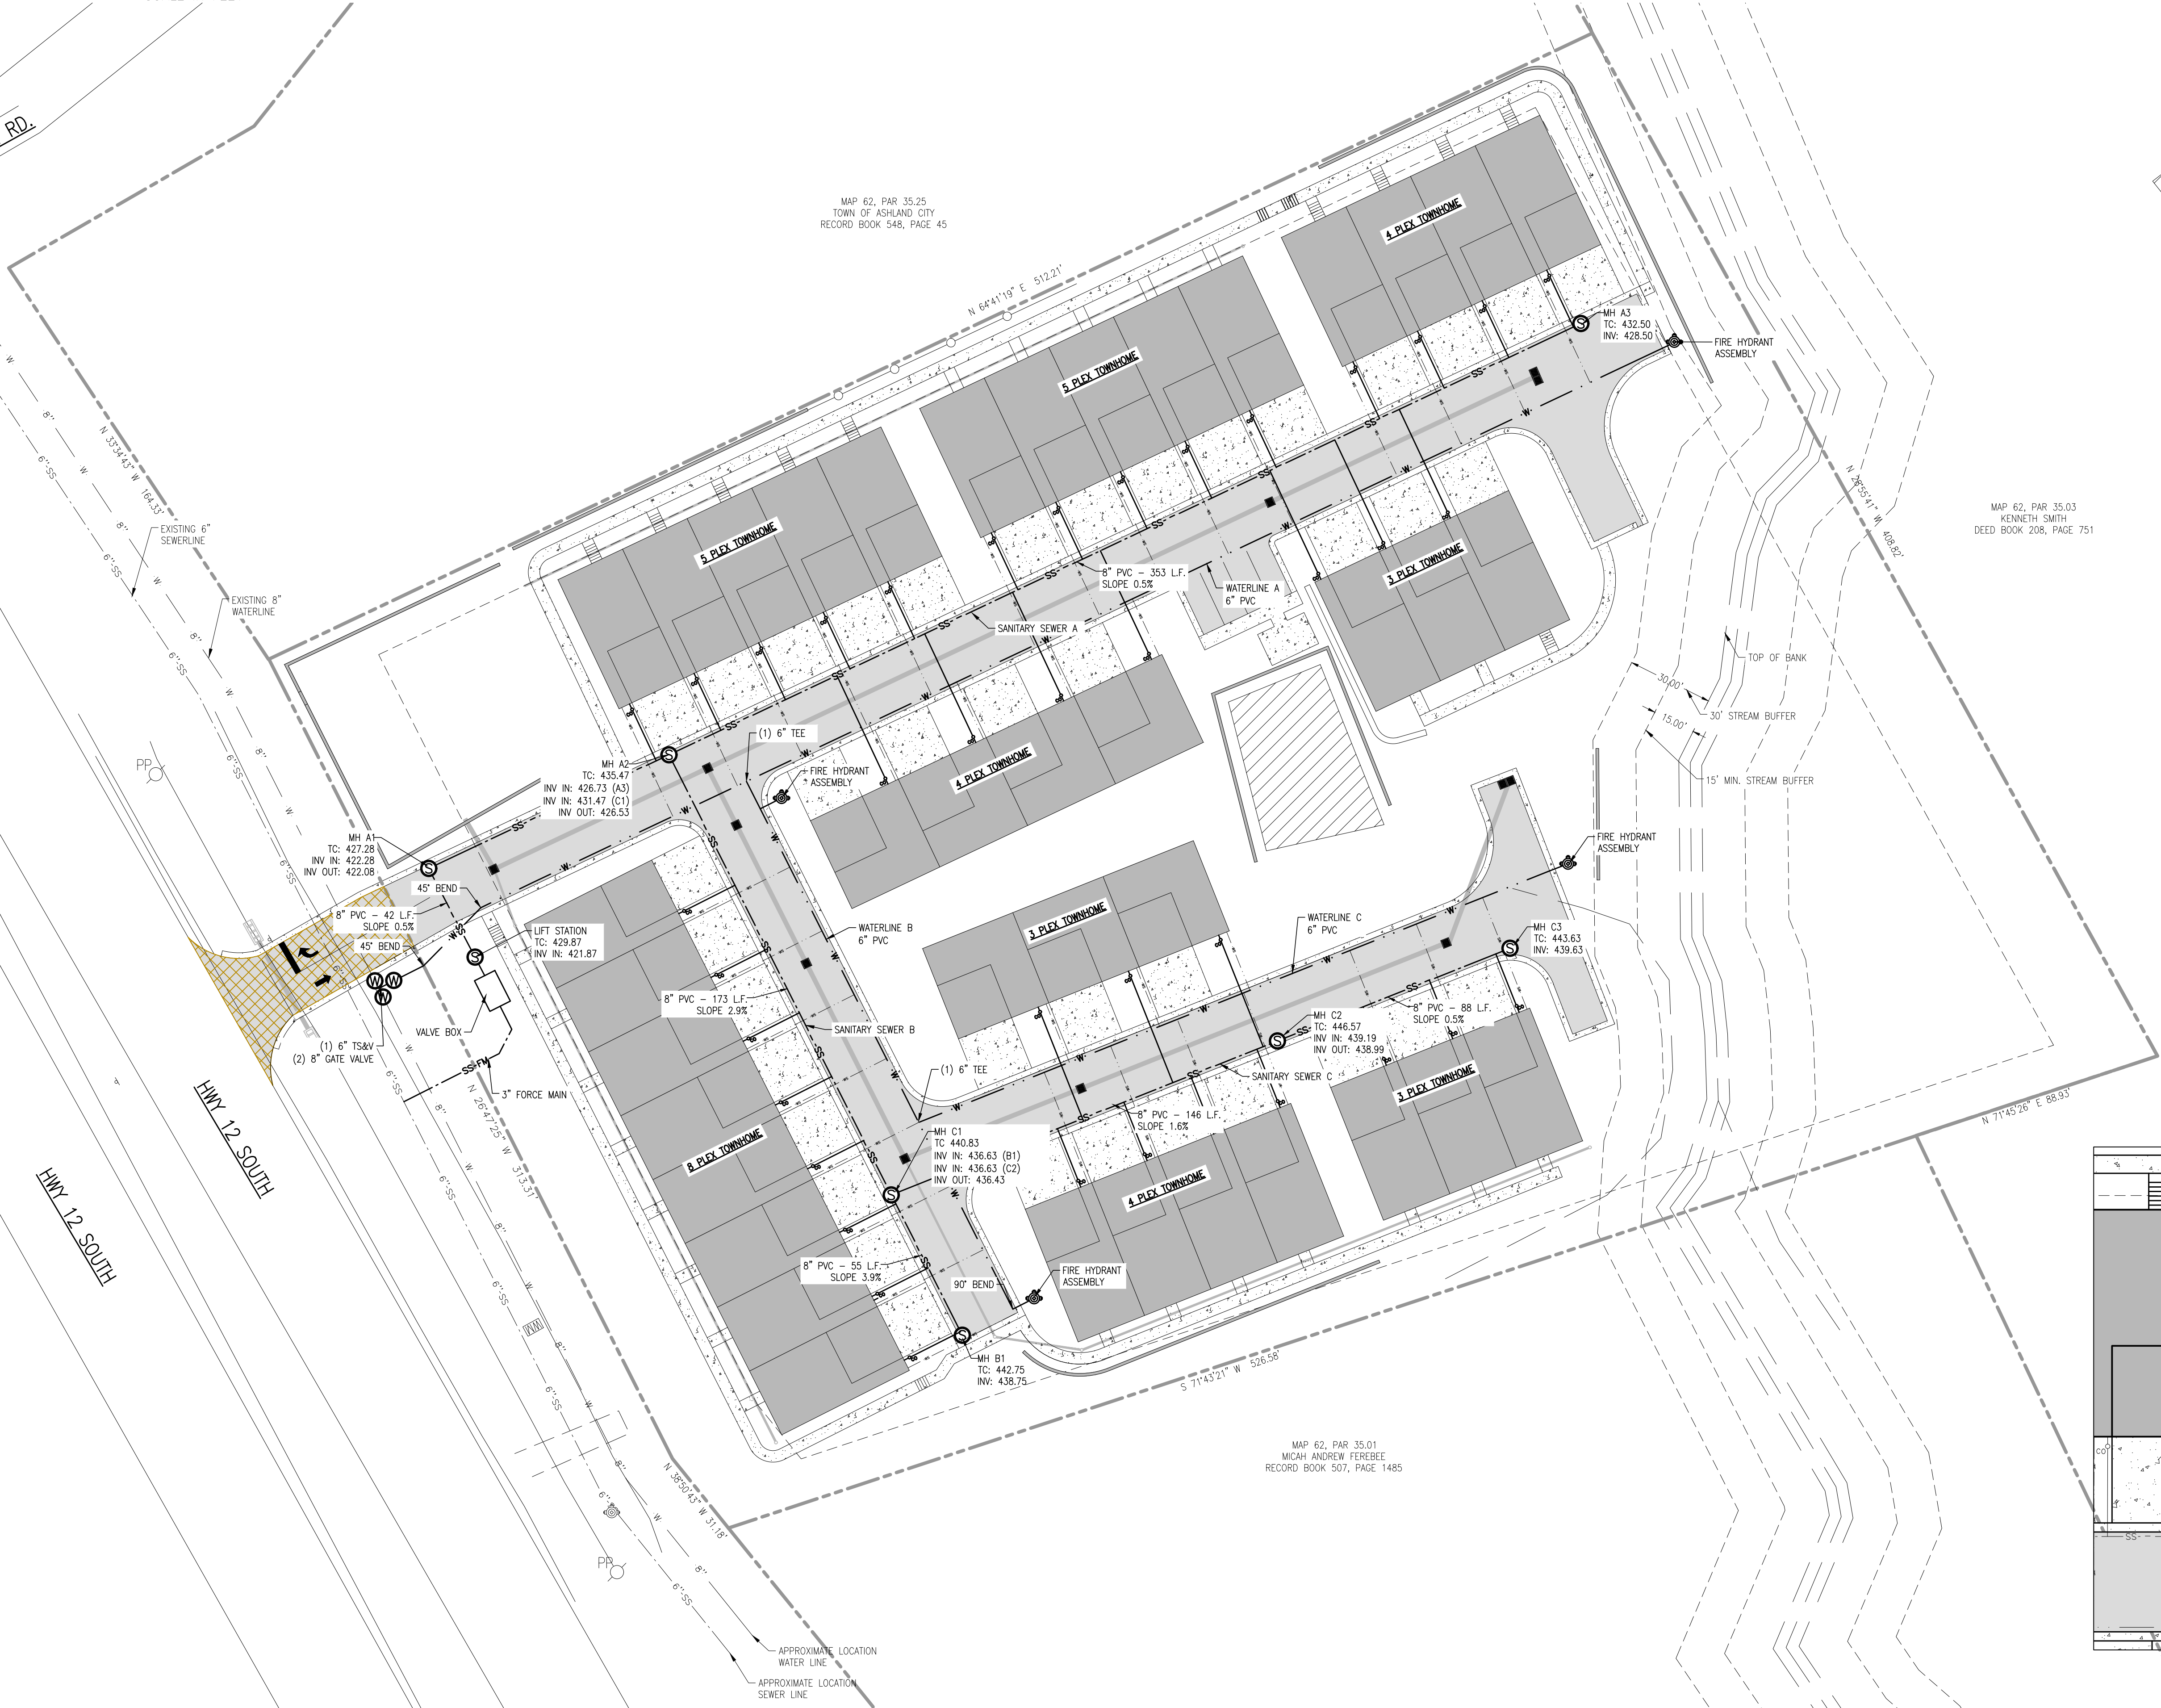 RD.
MAP 62, PAR 35.25
TOWN OF ASHLAND CITY
RECORD BOOK 548, PAGE 45
N 64°41'19" E 512.21'
4 PLEX TOWNHOME
MH A3
TC: 432.50
INV: 428.50
FIRE HYDRANT
ASSEMBLY
5 PLEX TOWNHOME
5 PLEX TOWNHOME
N 33°34'43" W 164.33'
EXISTING 6"
SEWERLINE
EXISTING 8"
WATERLINE
MAP 62, PAR 35.03
KENNETH SMITH
DEED BOOK 208, PAGE 751
N 28°55'41" W 408.82'
3 PLEX TOWNHOME
8" PVC - 353 L.F.
SLOPE 0.5%
WATERLINE A
6" PVC
SANITARY SEWER A
TOP OF BANK
30.00'
30' STREAM BUFFER
15.00'
15' MIN. STREAM BUFFER
(1) 6" TEE
FIRE HYDRANT
ASSEMBLY
4 PLEX TOWNHOME
MH A2
TC: 435.47
INV IN: 426.73 (A3)
INV IN: 431.47 (C1)
INV OUT: 426.53
PP
MH A1
TC: 427.28
INV IN: 422.28
INV OUT: 422.08
45° BEND
8" PVC - 42 L.F.
SLOPE 0.5%
45° BEND
LIFT STATION
TC: 429.87
INV IN: 421.87
FIRE HYDRANT
ASSEMBLY
3 PLEX TOWNHOME
WATERLINE B
6" PVC
WATERLINE C
6" PVC
MH C3
TC: 443.63
INV: 439.63
8" PVC - 173 L.F.
SLOPE 2.9%
SANITARY SEWER B
8" PVC - 88 L.F.
SLOPE 0.5%
MH C2
TC: 446.57
INV IN: 439.19
INV OUT: 438.99
VALVE BOX
(1) 6" TS&V
(2) 8" GATE VALVE
SS-FM
3" FORCE MAIN
(1) 6" TEE
SANITARY SEWER C
3 PLEX TOWNHOME
HWY 12 SOUTH
N 26°47'25" W 313.31'
8" PVC - 146 L.F.
SLOPE 1.6%
N 71°45'26" E 88.93'
8 PLEX TOWNHOME
MH C1
TC 440.83
INV IN: 436.63 (B1)
INV IN: 436.63 (C2)
INV OUT: 436.43
4 PLEX TOWNHOME
HWY 12 SOUTH
8" PVC - 55 L.F.
SLOPE 3.9%
90° BEND
FIRE HYDRANT
ASSEMBLY
WM
MH B1
TC: 442.75
INV: 438.75
S 71°43'21" W 526.58'
MAP 62, PAR 35.01
MICAH ANDREW FEREBEE
RECORD BOOK 507, PAGE 1485
N 38°50'43" W 31.18'
CO
SS
PP
APPROXIMATE LOCATION
WATER LINE
APPROXIMATE LOCATION
SEWER LINE